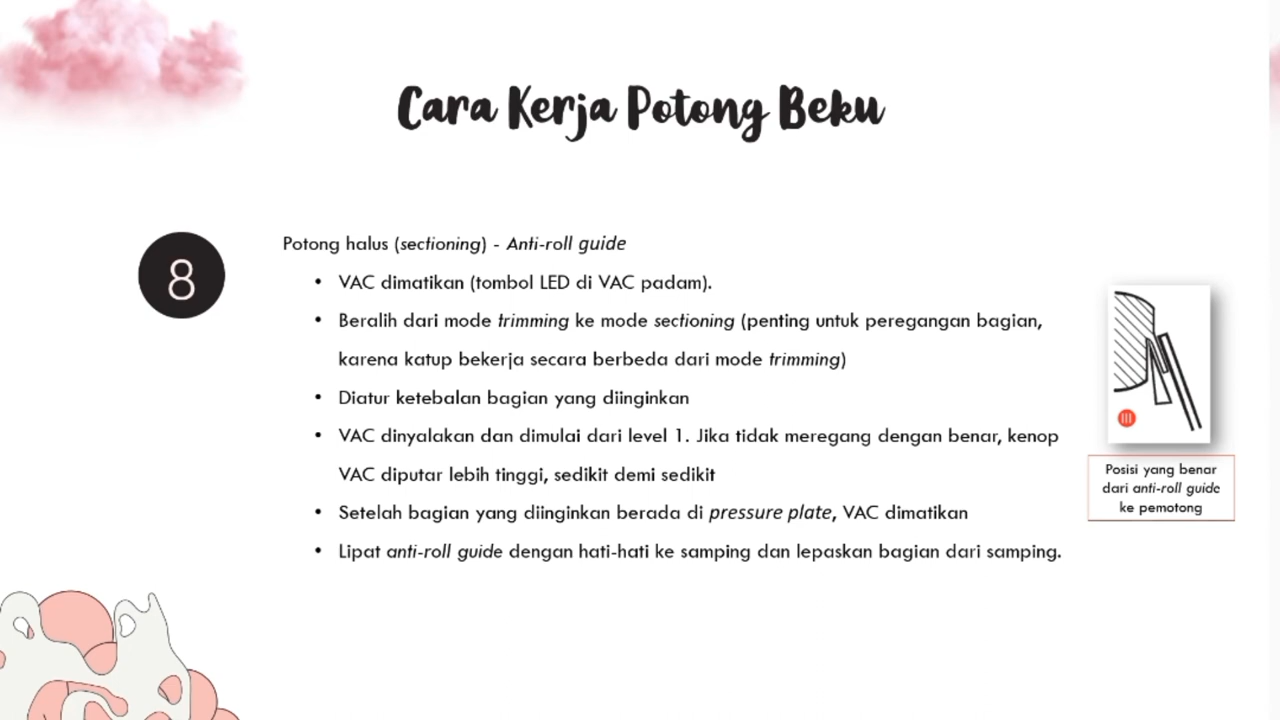 Cara Kerja Potong Beku
8
Potong halus (sectioning) - Anti-roll guide
• VAC dimatikan (tombol LED di VAC padam).
• Beralih dari mode trimming ke mode sectioning (penting untuk peregangan bagian,
karena katup bekerja secara berbeda dari mode trimming)
• Diatur ketebalan bagian yang diinginkan
• VAC dinyalakan dan dimulai dari level 1. Jika tidak meregang dengan benar, kenop
VAC diputar lebih tinggi, sedikit demi sedikit
• Setelah bagian yang diinginkan berada di pressure plate, VAC dimatikan
• Lipat anti-roll guide dengan hati-hati ke samping dan lepaskan bagian dari samping.
III
Posisi yang benar
dari anti-roll guide
ke pemotong